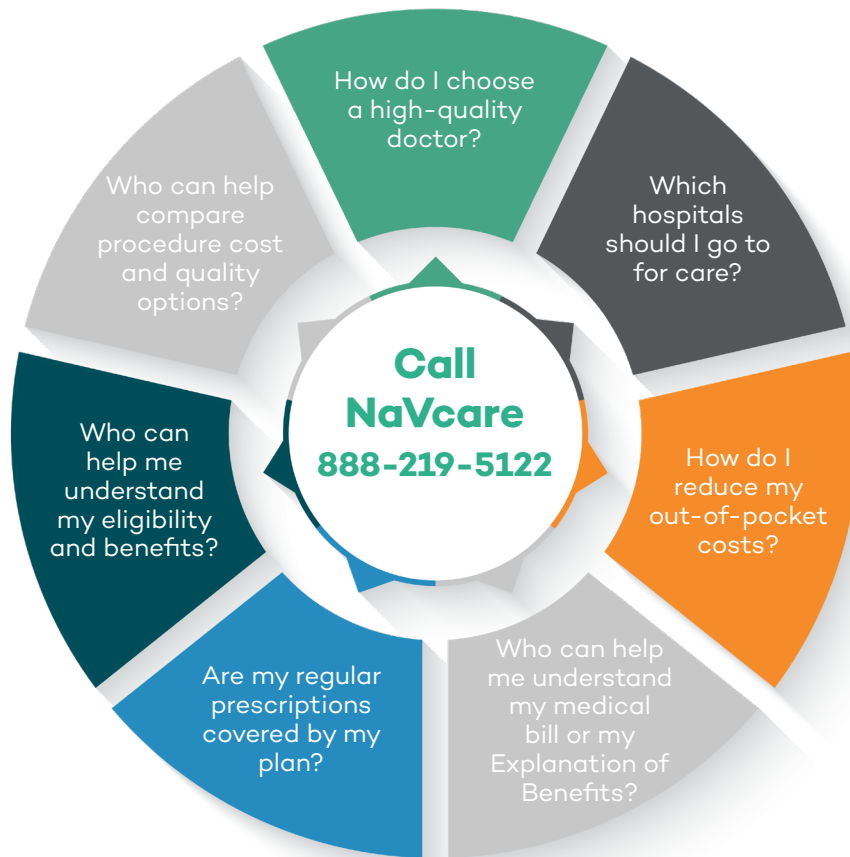 How do I choose
a high-quality
doctor?
Which
hospitals
should I go to
for care?
How do I
reduce my
out-of-pocket
costs?
Who can help
me understand
my medical
bill or my
Explanation of
Benefits?
Are my regular
prescriptions
covered by my
plan?
Who can
help me
understand
my eligibility
and benefits?
Who can help
compare
procedure cost
and quality
options?
Call
NaVcare
888-219-5122